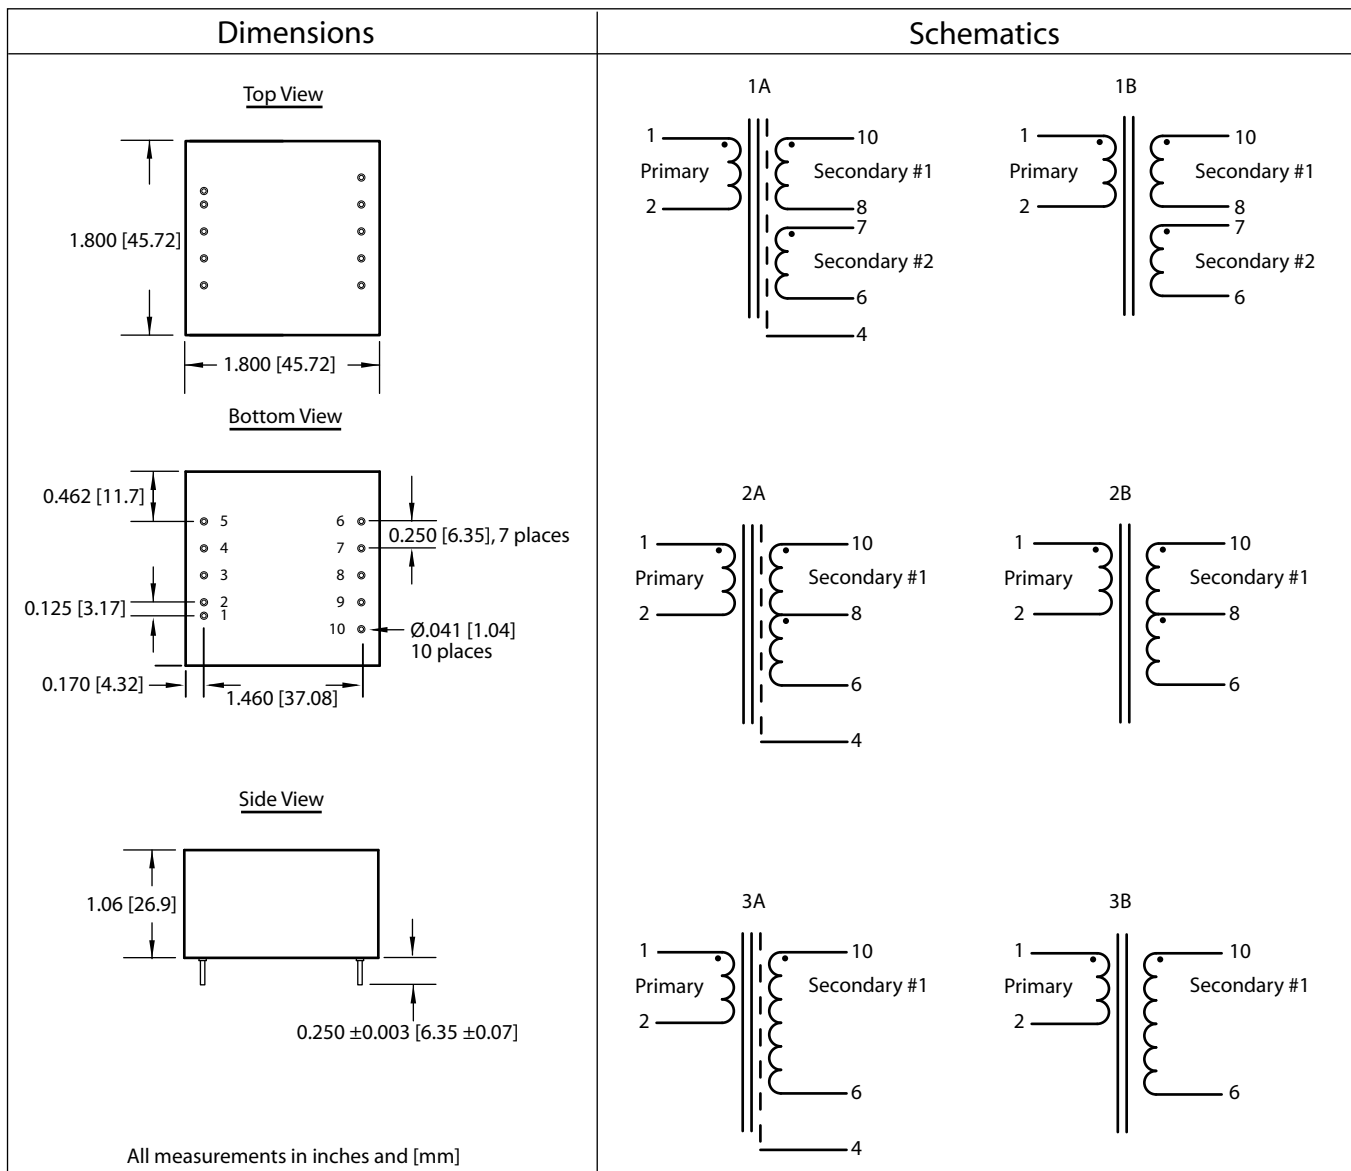 Dimensions
Top View
1.800 [45.72]
1.800 [45.72]
Bottom View
0.462 [11.7]
5
4
3
2
1
6
7
8
9
10
0.250 [6.35], 7 places
0.125 [3.17]
Ø.041 [1.04]
10 places
0.170 [4.32]
1.460 [37.08]
Side View
1.06 [26.9]
0.250 ±0.003 [6.35 ±0.07]
All measurements in inches and [mm]
Schematics
1A
1
Primary
2
10
Secondary #1
8
7
Secondary #2
6
4
1B
1
Primary
2
10
Secondary #1
8
7
Secondary #2
6
2A
1
Primary
2
10
Secondary #1
8
6
4
2B
1
Primary
2
10
Secondary #1
8
6
3A
1
Primary
2
10
Secondary #1
6
4
3B
1
Primary
2
10
Secondary #1
6